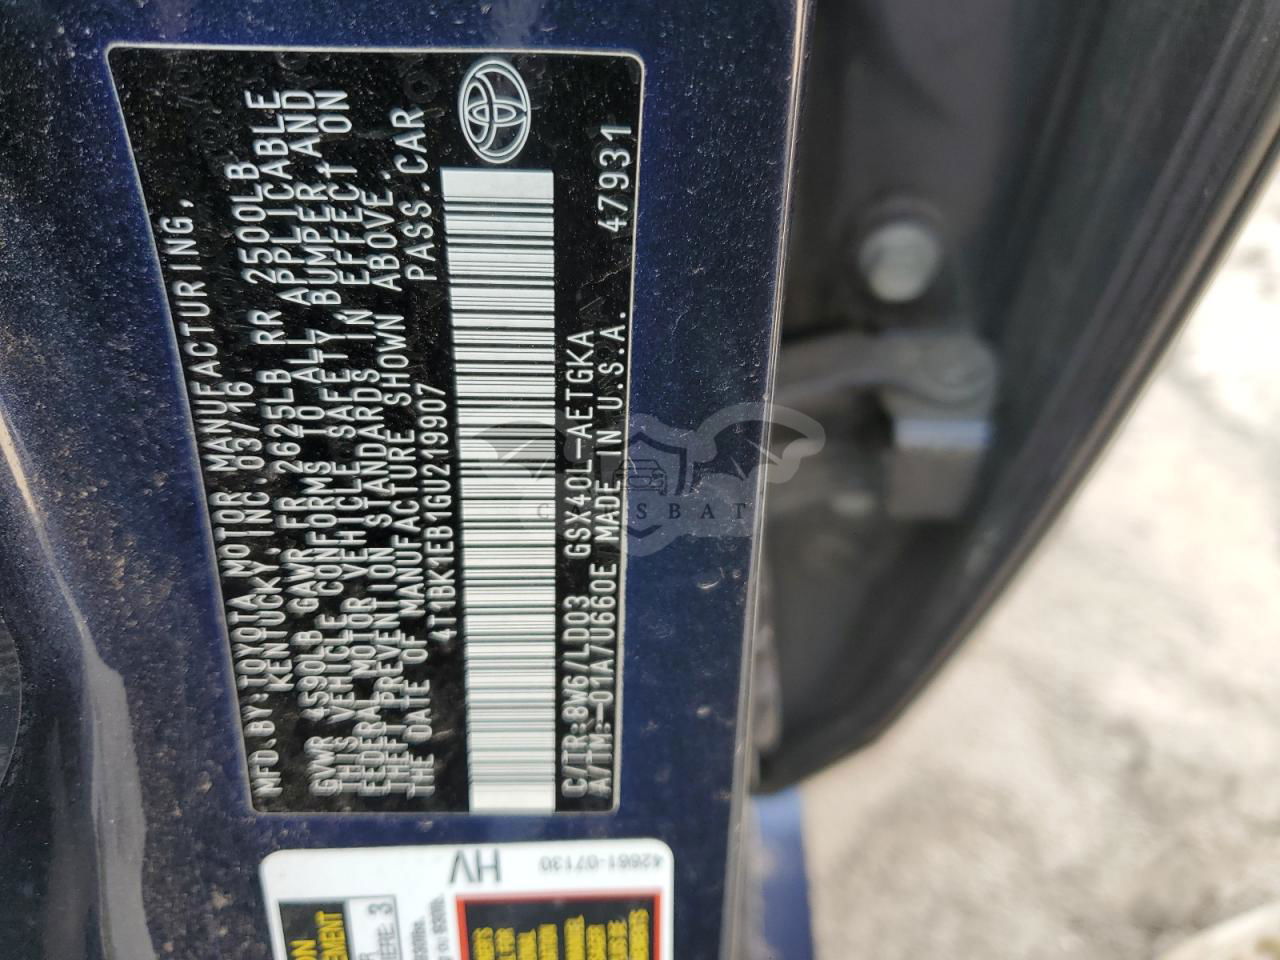 MFD.BY:TOYOTA MOTOR MANUFACTURING,
KENTUCKY, INC.03/16
GVWR 4590LB GAWR FR 2625LB RR 2500LB
THIS VEHICLE CONFORMS TO ALL APPLICABLE
FEDERAL MOTOR VEHICLE SAFETY, BUMPER, AND
THEFT PREVENTION STANDARDS IN EFFECT ON
THE DATE OF MANUFACTURE SHOWN ABOVE.
4T1BK1EB1GU219907 PASS.CAR
C/TR:8W6/LD03 GSX40L-AETGKA
A/TM:-01A/U660E MADE IN U.S.A. 47931
CARSBAT
HV
42661-07130